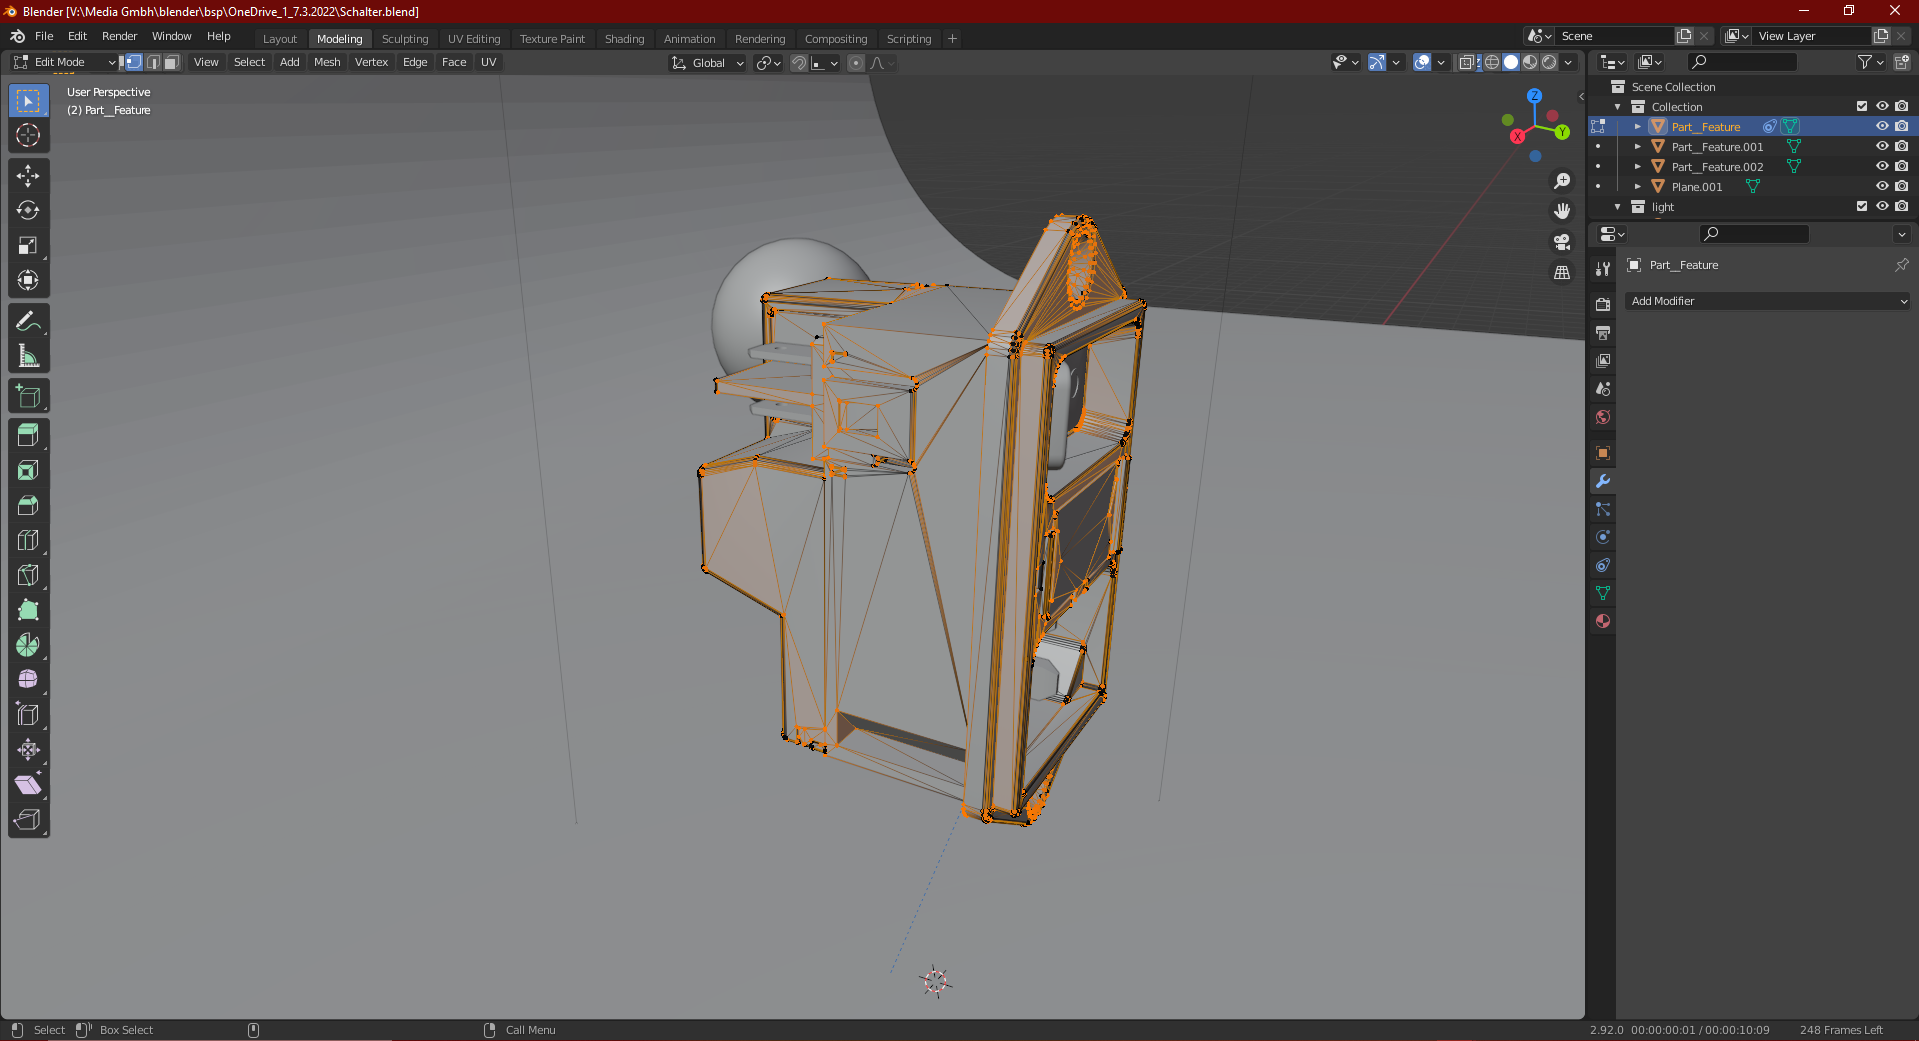 Blender [V:\Media Gmbh\blender\bsp\OneDrive_1_7.3.2022\Schalter.blend]
File Edit Render Window Help
Layout Modeling Sculpting UV Editing Texture Paint Shading Animation Rendering Compositing Scripting +
Scene
View Layer
Edit Mode
View Select Add Mesh Vertex Edge Face UV
Global
User Perspective
(2) Part__Feature
Z
Y
X
Scene Collection
Collection
Part__Feature
Part__Feature.001
Part__Feature.002
Plane.001
light
Part__Feature
Add Modifier
Select
Box Select
Call Menu
2.92.0 00:00:00:01 / 00:00:10:09 248 Frames Left